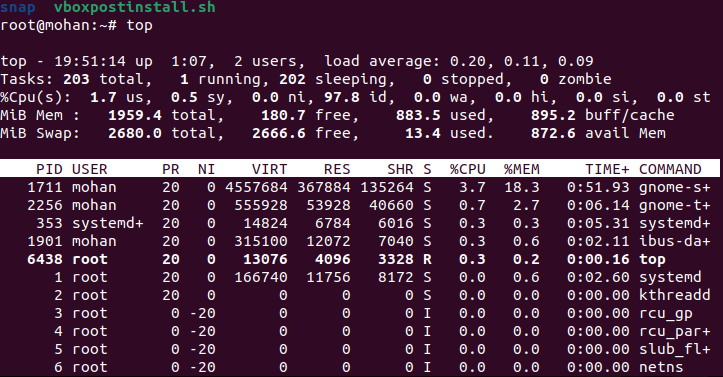 snap  vboxpostinstall.sh
root@mohan:~# top
top - 19:51:14 up  1:07,  2 users,  load average: 0.20, 0.11, 0.09
Tasks: 203 total,   1 running, 202 sleeping,   0 stopped,   0 zombie
%Cpu(s):  1.7 us,  0.5 sy,  0.0 ni, 97.8 id,  0.0 wa,  0.0 hi,  0.0 si,  0.0 st
MiB Mem :   1959.4 total,    180.7 free,    883.5 used,    895.2 buff/cache
MiB Swap:   2680.0 total,   2666.6 free,     13.4 used.    872.6 avail Mem
    PID USER      PR  NI    VIRT    RES    SHR S  %CPU  %MEM     TIME+ COMMAND
   1711 mohan     20   0 4557684 367884 135264 S   3.7  18.3   0:51.93 gnome-s+
   2256 mohan     20   0  555928  53928  40660 S   0.7   2.7   0:06.14 gnome-t+
    353 systemd+  20   0   14824   6784   6016 S   0.3   0.3   0:05.31 systemd+
   1901 mohan     20   0  315100  12072   7040 S   0.3   0.6   0:02.11 ibus-da+
   6438 root      20   0   13076   4096   3328 R   0.3   0.2   0:00.16 top
      1 root      20   0  166740  11756   8172 S   0.0   0.6   0:02.60 systemd
      2 root      20   0       0      0      0 S   0.0   0.0   0:00.00 kthreadd
      3 root       0 -20       0      0      0 I   0.0   0.0   0:00.00 rcu_gp
      4 root       0 -20       0      0      0 I   0.0   0.0   0:00.00 rcu_par+
      5 root       0 -20       0      0      0 I   0.0   0.0   0:00.00 slub_fl+
      6 root       0 -20       0      0      0 I   0.0   0.0   0:00.00 netns